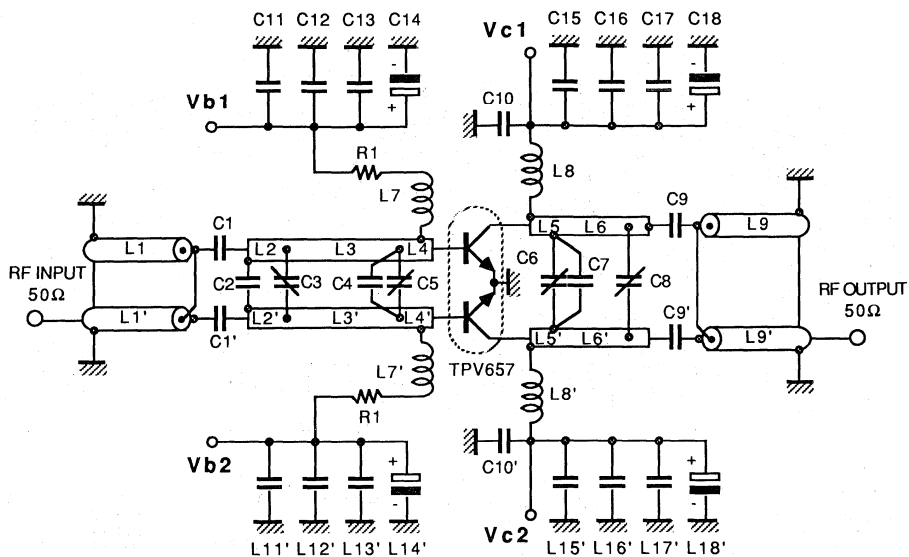 C11 C12 C13 C14 C15 C16 C17 C18
Vc1
-
-
Vb1
+
C10
+
R1
L7
L8
C1
C9
L1
L2 L3 L4
L5 L6
L9
RF INPUT
50Ω
C2 C3 C4 C5
C6 C7 C8
RF OUTPUT
50Ω
L1'
L2' L3' L4'
L5' L6'
C9'
L9'
C1'
L7'
TPV657
R1
L8'
Vb2
+
C10'
+
-
-
Vc2
L11' L12' L13' L14' L15' L16' L17' L18'